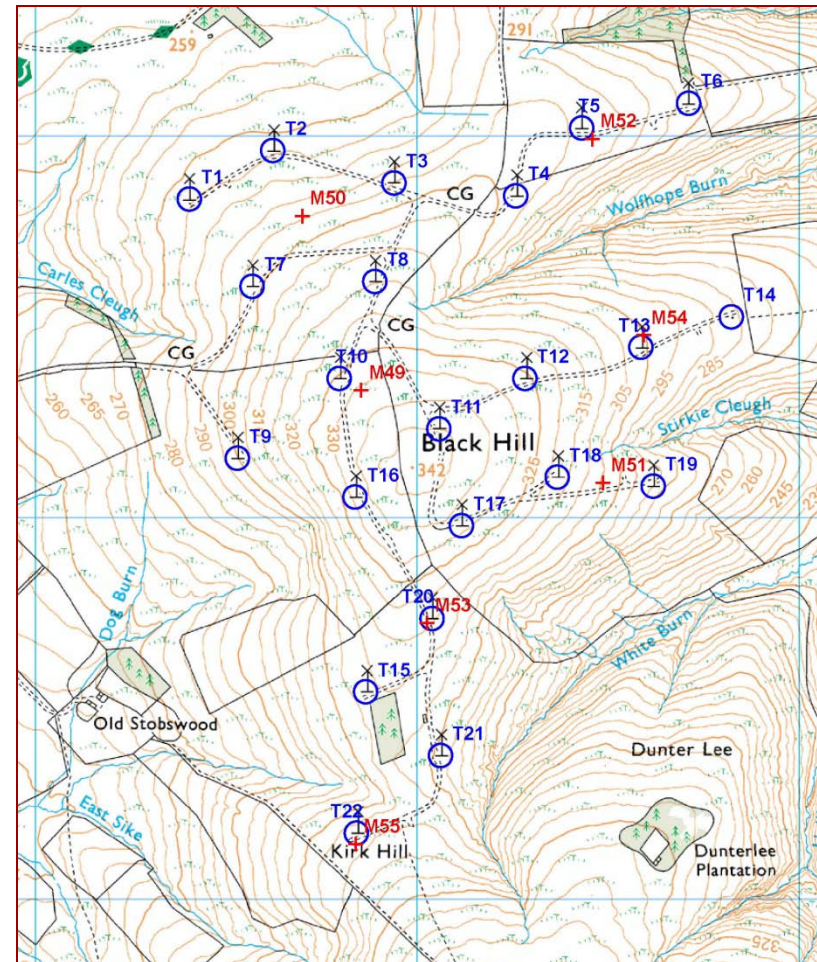 259
291
T6
T5
M52
T2
T3
T4
CG
Wolfhope Burn
T1
M50
T7
T8
Carles Cleugh
T14
CG
CG
T13
M54
T10
M49
T12
285
295
305
315
T11
Stirkie Cleugh
260
265
270
280
290
300
320
330
T9
Black Hill
342
T18
325
M51
T19
270
260
245
T16
T17
Dog Burn
T20
M53
White Burn
T15
Old Stobswood
T21
Dunter Lee
East Sike
T22
M55
Kirk Hill
Dunterlee
Plantation
325